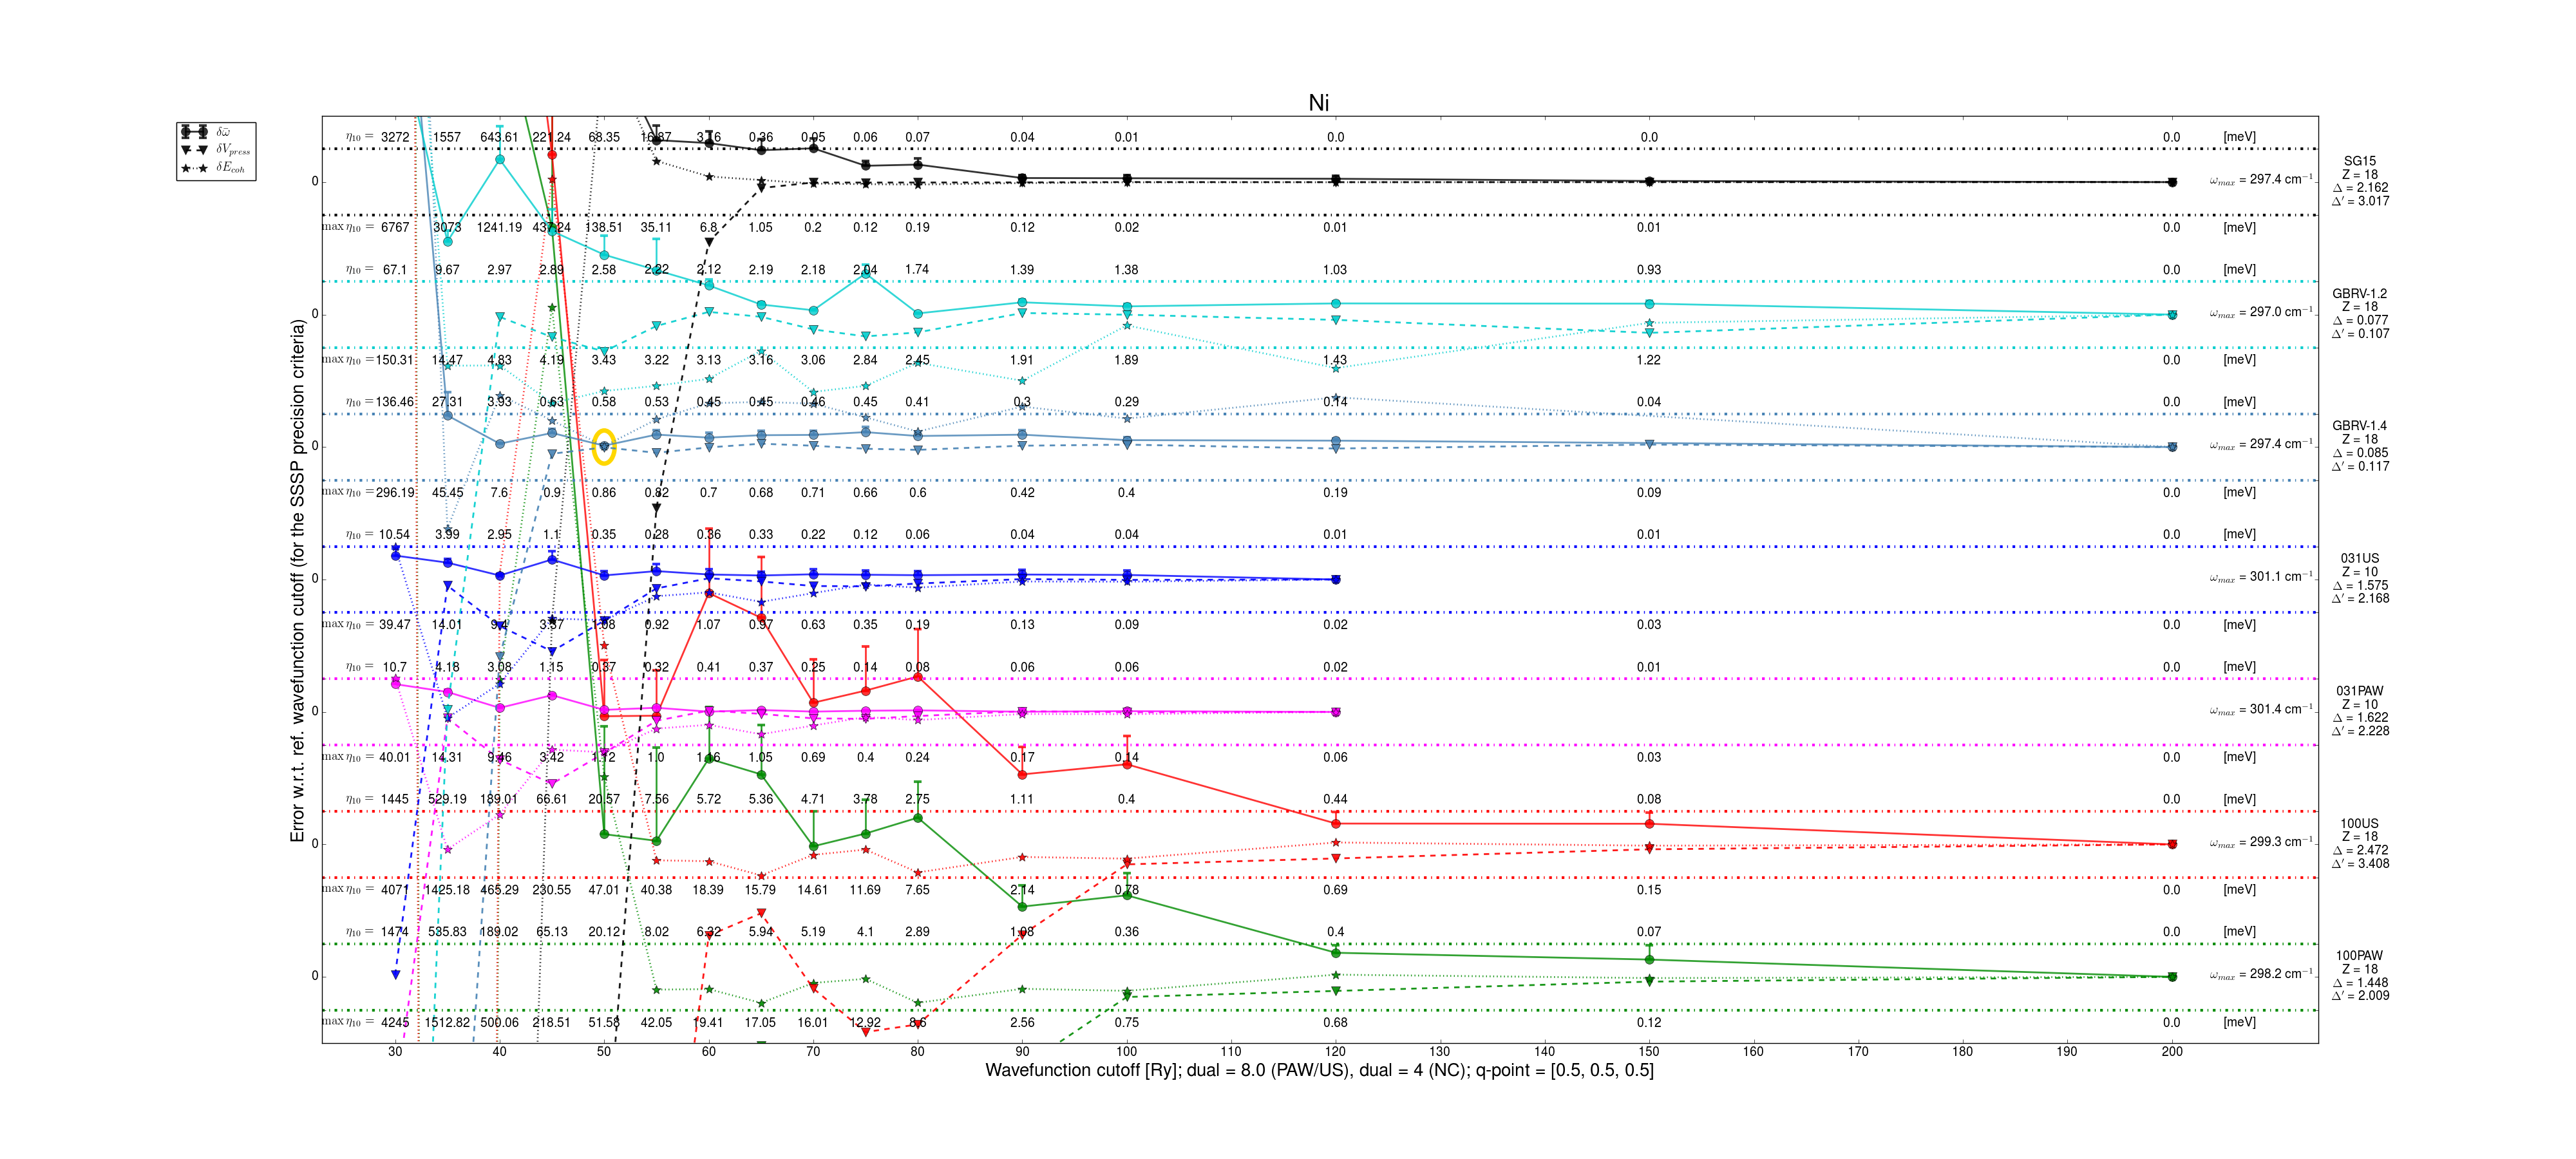 Ni
δω̄
δV_press
δE_coh
η₁₀ = 3272 1557 643.61 221.24 68.35 16.87 3.16 0.36 0.05 0.06 0.07 0.04 0.01 0.0 0.0 0.0 [meV]
0 ω_max = 297.4 cm⁻¹
SG15
Z = 18
Δ = 2.162
Δ′ = 3.017
max η₁₀ = 6767 3073 1241.19 437.24 138.51 35.11 6.8 1.05 0.2 0.12 0.19 0.12 0.02 0.01 0.01 0.0 [meV]
η₁₀ = 67.1 9.67 2.97 2.89 2.58 2.22 2.12 2.19 2.18 2.04 1.74 1.39 1.38 1.03 0.93 0.0 [meV]
0 ω_max = 297.0 cm⁻¹
GBRV-1.2
Z = 18
Δ = 0.077
Δ′ = 0.107
max η₁₀ = 150.31 14.47 4.83 4.19 3.43 3.22 3.13 3.16 3.06 2.84 2.45 1.91 1.89 1.43 1.22 0.0 [meV]
η₁₀ = 136.46 27.31 3.93 0.63 0.58 0.53 0.45 0.45 0.46 0.45 0.41 0.3 0.29 0.14 0.04 0.0 [meV]
0 ω_max = 297.4 cm⁻¹
GBRV-1.4
Z = 18
Δ = 0.085
Δ′ = 0.117
max η₁₀ = 296.19 45.45 7.6 0.9 0.86 0.82 0.7 0.68 0.71 0.66 0.6 0.42 0.4 0.19 0.09 0.0 [meV]
η₁₀ = 10.54 3.99 2.95 1.1 0.35 0.28 0.36 0.33 0.22 0.12 0.06 0.04 0.04 0.01 0.01 0.0 [meV]
0 ω_max = 301.1 cm⁻¹
031US
Z = 10
Δ = 1.575
Δ′ = 2.168
max η₁₀ = 39.47 14.01 9.4 3.37 1.08 0.92 1.07 0.97 0.63 0.35 0.19 0.13 0.09 0.02 0.03 0.0 [meV]
η₁₀ = 10.7 4.18 3.08 1.15 0.37 0.32 0.41 0.37 0.25 0.14 0.08 0.06 0.06 0.02 0.01 0.0 [meV]
0 ω_max = 301.4 cm⁻¹
031PAW
Z = 10
Δ = 1.622
Δ′ = 2.228
max η₁₀ = 40.01 14.31 9.46 3.42 1.12 1.0 1.16 1.05 0.69 0.4 0.24 0.17 0.14 0.06 0.03 0.0 [meV]
η₁₀ = 1445 529.19 189.01 66.61 20.57 7.56 5.72 5.36 4.71 3.78 2.75 1.11 0.4 0.44 0.08 0.0 [meV]
0 ω_max = 299.3 cm⁻¹
100US
Z = 18
Δ = 2.472
Δ′ = 3.408
max η₁₀ = 4071 1425.18 465.29 230.55 47.01 40.38 18.39 15.79 14.61 11.69 7.65 2.14 0.78 0.69 0.15 0.0 [meV]
η₁₀ = 1474 535.83 189.02 65.13 20.12 8.02 6.32 5.94 5.19 4.1 2.89 1.08 0.36 0.4 0.07 0.0 [meV]
0 ω_max = 298.2 cm⁻¹
100PAW
Z = 18
Δ = 1.448
Δ′ = 2.009
max η₁₀ = 4245 1512.82 500.06 218.51 51.58 42.05 19.41 17.05 16.01 12.92 8.6 2.56 0.75 0.68 0.12 0.0 [meV]
30 40 50 60 70 80 90 100 110 120 130 140 150 160 170 180 190 200
Wavefunction cutoff [Ry]; dual = 8.0 (PAW/US), dual = 4 (NC); q-point = [0.5, 0.5, 0.5]
Error w.r.t. ref. wavefunction cutoff (for the SSSP precision criteria)